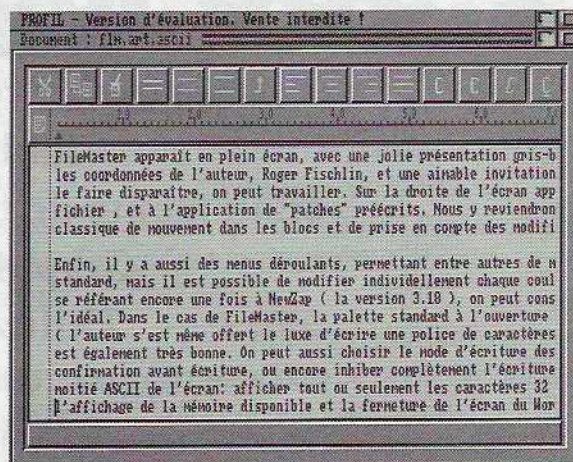 PROFIL - Version d'évaluation. Vente interdite !
Document : flm.art.ascii
FileMaster apparaît en plein écran, avec une jolie présentation gris-b
les coordonnées de l'auteur, Roger Fischlin, et une aimable invitation
le faire disparaître, on peut travailler. Sur la droite de l'écran app
fichier , et à l'application de "patches" préécrits. Nous y reviendron
classique de mouvement dans les blocs et de prise en compte des modifi
Enfin, il y a aussi des menus déroulants, permettant entre autres de m
standard, mais il est possible de modifier individellement chaque coul
se référant encore une fois à NewZap ( la version 3.18 ), on peut cons
l'idéal. Dans le cas de FileMaster, la palette standard à l'ouverture
( l'auteur s'est même offert le luxe d'écrire une police de caractères
est également très bonne. On peut aussi choisir le mode d'écriture des
confirmation avant écriture, ou encore inhiber complètement l'écriture
moitié ASCII de l'écran: afficher tout ou seulement les caractères 32
l'affichage de la mémoire disponible et la fermeture de l'écran du Wor